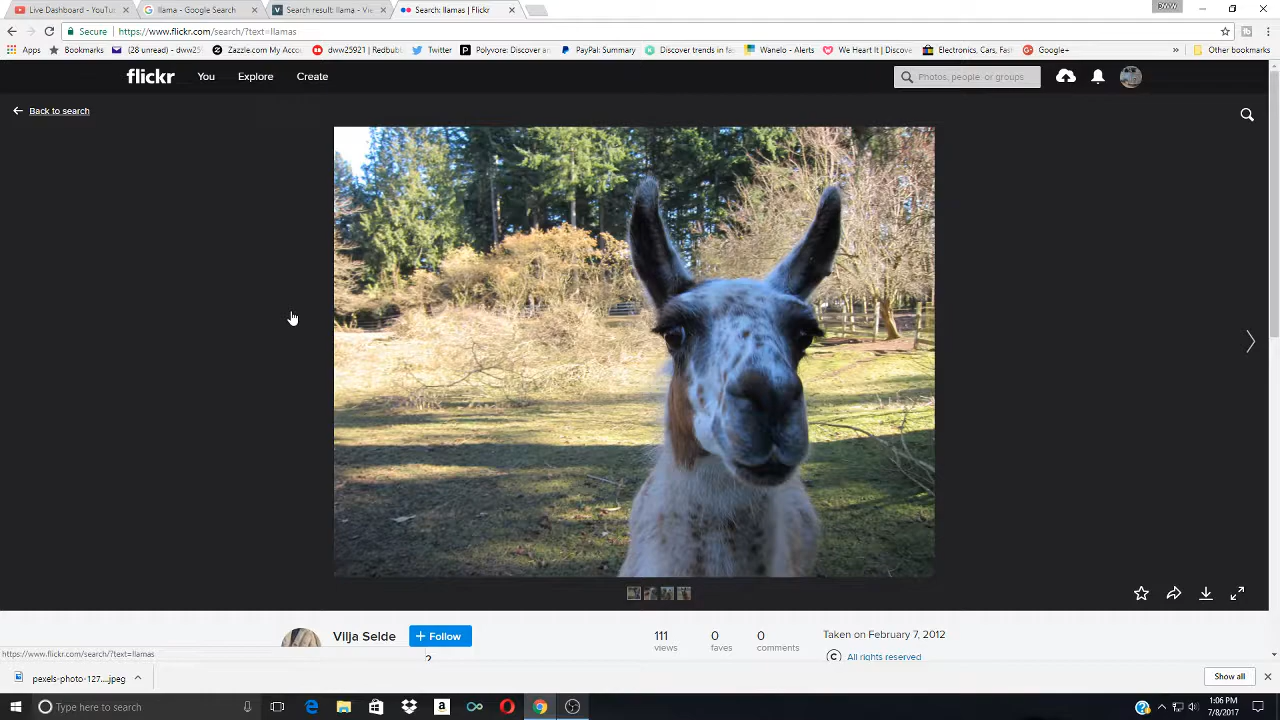 DWW
Live Dashboard - YouTu
llama - Google Search
Search result: llama - Vie
Search: llamas | Flickr
Secure https://www.flickr.com/search/?text=llamas
Apps
Bookmarks
(28 unread) - dww25
Zazzle.com My Acco
dww25921 | Redbubl
Twitter
Polyvore: Discover an
PayPal: Summary
Discover trends in fa
Wanelo - Alerts
We Heart It | Discove
Electronics, Cars, Fas
Google+
Other bookmarks
flickr You Explore Create
Photos, people, or groups
Back to search
Vilja Selde
+ Follow
2
111
views
0
faves
0
comments
Taken on February 7, 2012
All rights reserved
https://www.flickr.com/search/?text=llamas
pexels-photo-127....jpeg
Show all
Type here to search
1:06 PM
7/8/2017